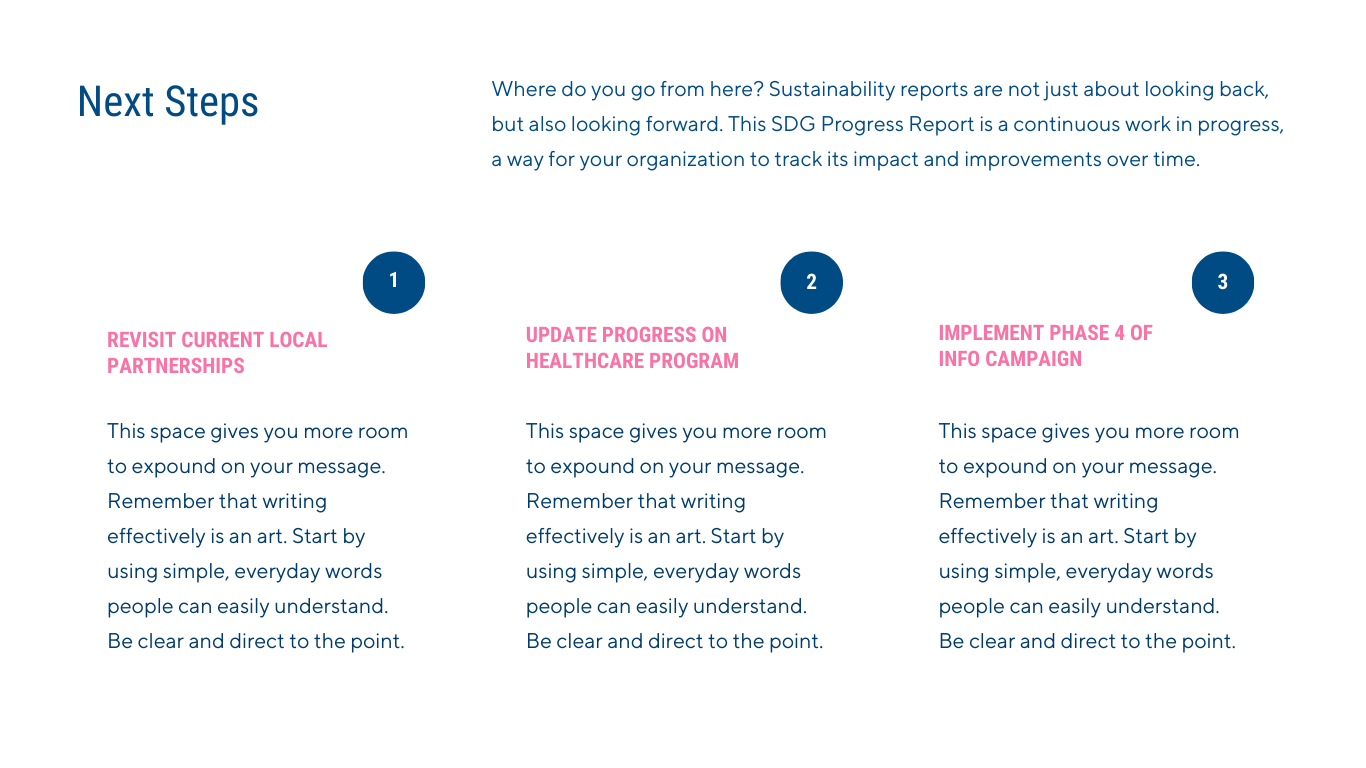 Next Steps
Where do you go from here? Sustainability reports are not just about looking back,
but also looking forward. This SDG Progress Report is a continuous work in progress,
a way for your organization to track its impact and improvements over time.
1
REVISIT CURRENT LOCAL
PARTNERSHIPS
This space gives you more room
to expound on your message.
Remember that writing
effectively is an art. Start by
using simple, everyday words
people can easily understand.
Be clear and direct to the point.
2
UPDATE PROGRESS ON
HEALTHCARE PROGRAM
This space gives you more room
to expound on your message.
Remember that writing
effectively is an art. Start by
using simple, everyday words
people can easily understand.
Be clear and direct to the point.
3
IMPLEMENT PHASE 4 OF
INFO CAMPAIGN
This space gives you more room
to expound on your message.
Remember that writing
effectively is an art. Start by
using simple, everyday words
people can easily understand.
Be clear and direct to the point.